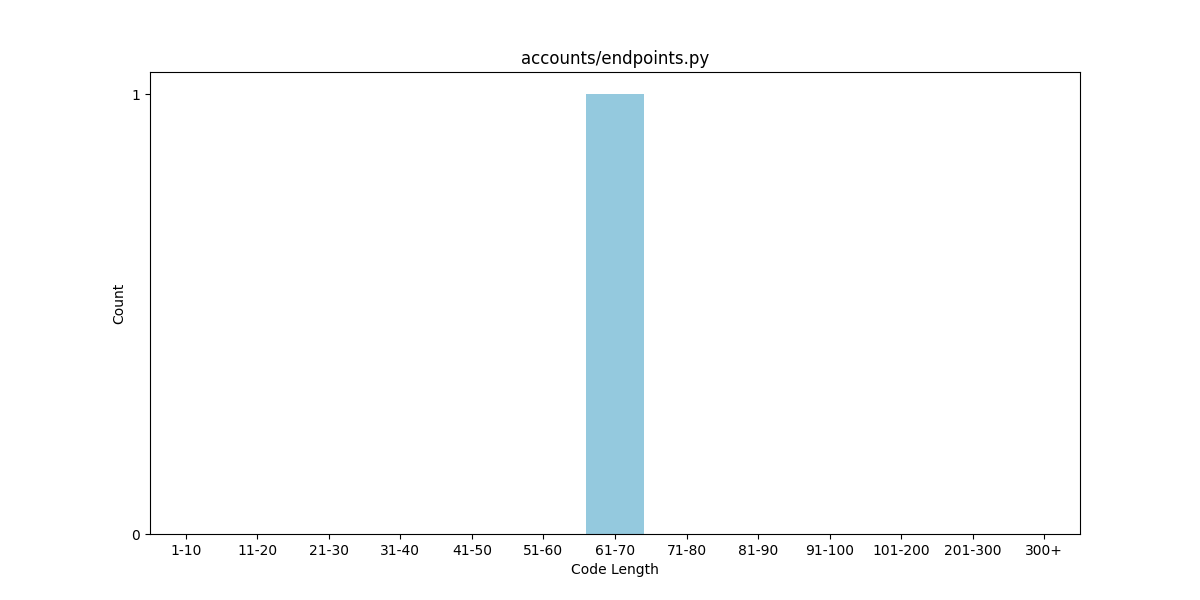 accounts/endpoints.py
1
Count
0
1-10 11-20 21-30 31-40 41-50 51-60 61-70 71-80 81-90 91-100 101-200 201-300 300+
Code Length